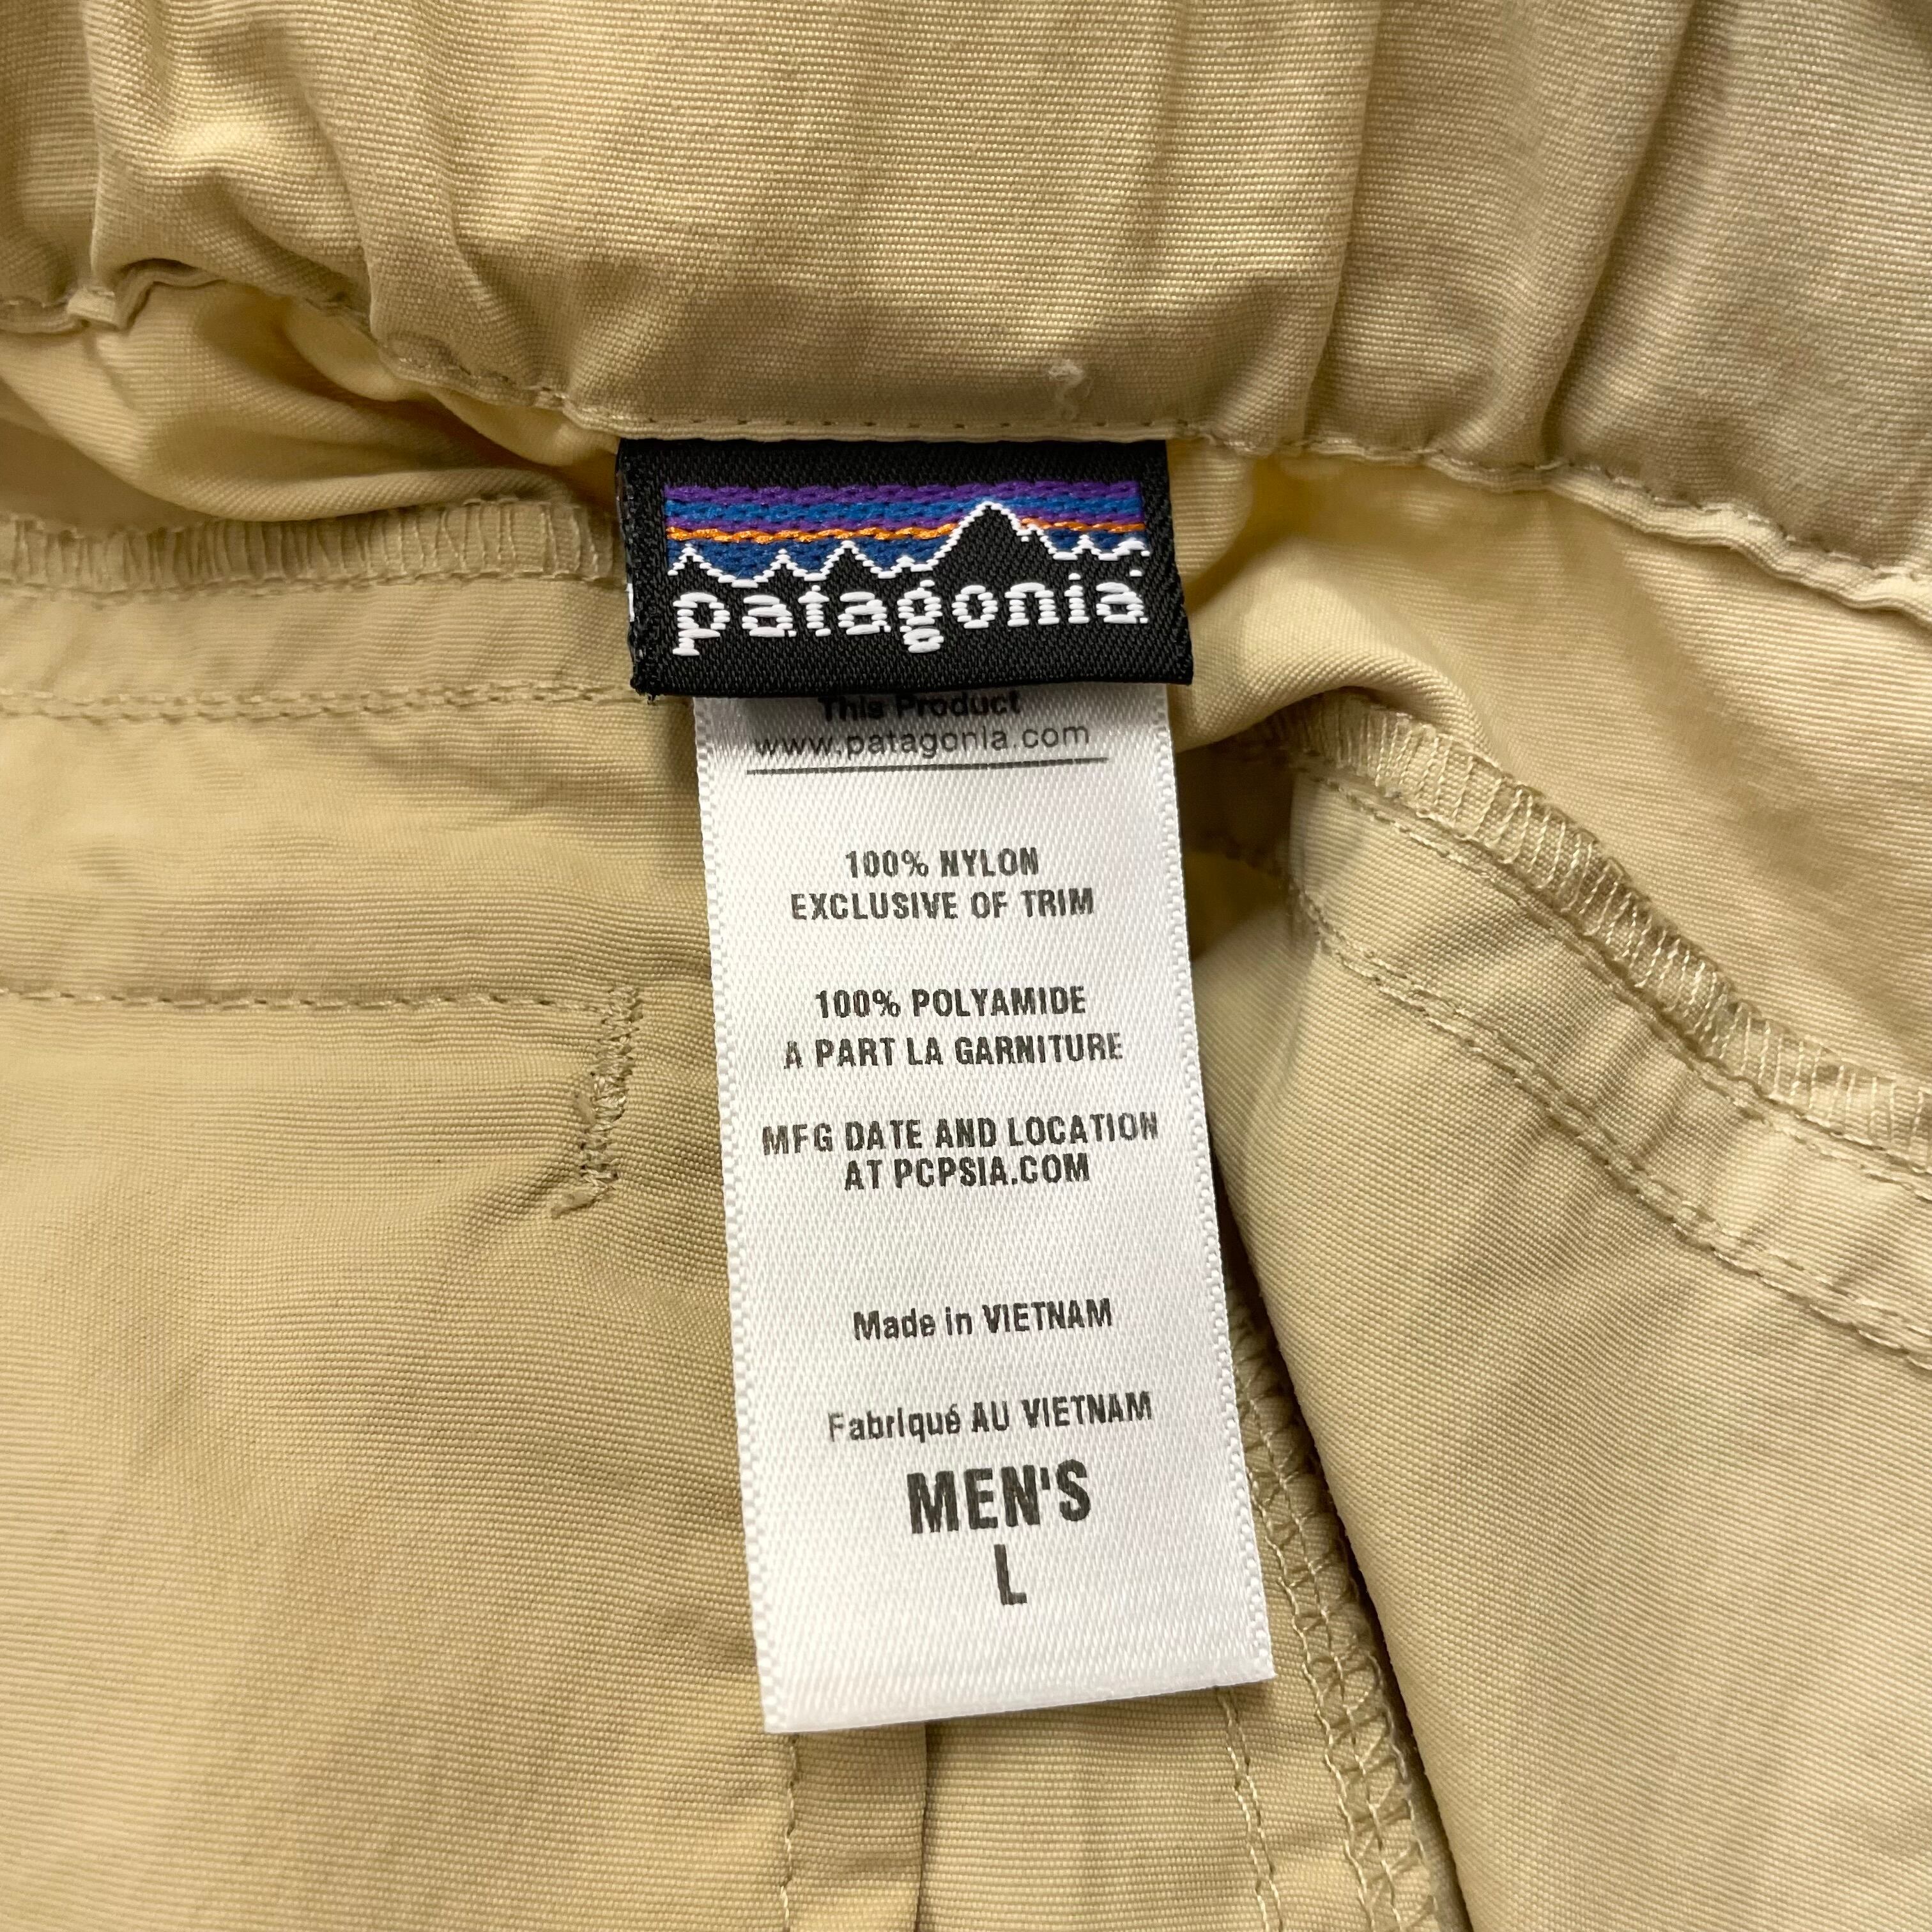 patagonia
This Product
www.patagonia.com
100% NYLON
EXCLUSIVE OF TRIM
100% POLYAMIDE
A PART LA GARNITURE
MFG DATE AND LOCATION
AT PCPSIA.COM
Made in VIETNAM
Fabriqué AU VIETNAM
MEN'S
L